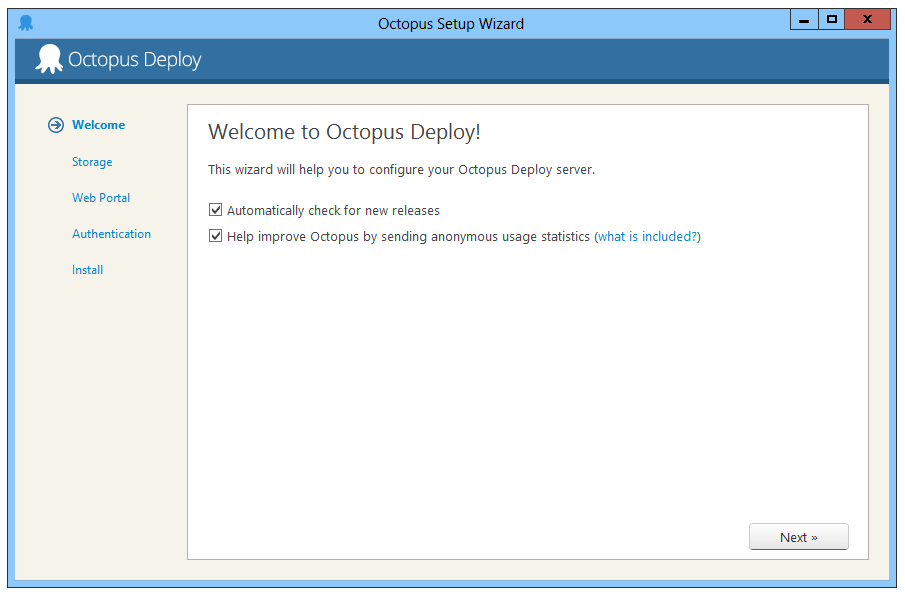 Octopus Setup Wizard
Octopus Deploy
Welcome
Storage
Web Portal
Authentication
Install
Welcome to Octopus Deploy!
This wizard will help you to configure your Octopus Deploy server.
Automatically check for new releases
Help improve Octopus by sending anonymous usage statistics (what is included?)
Next »